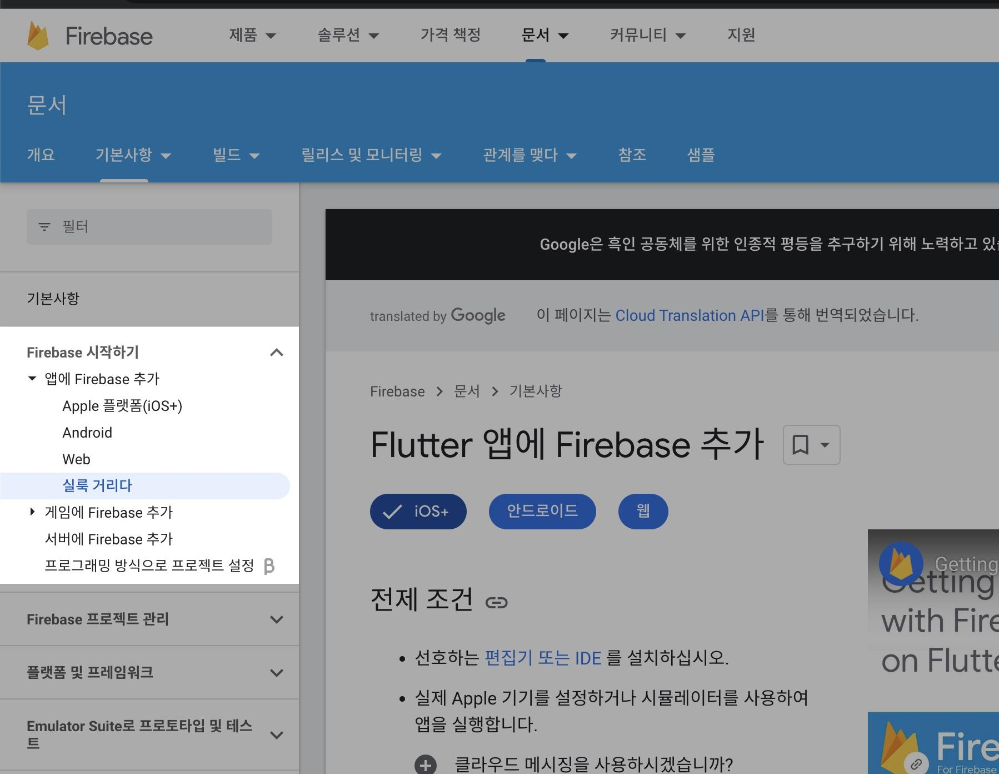 Firebase
제품
솔루션
가격 책정
문서
커뮤니티
지원
문서
개요
기본사항
빌드
릴리스 및 모니터링
관계를 맺다
참조
샘플
필터
기본사항
Firebase 시작하기
앱에 Firebase 추가
Apple 플랫폼(iOS+)
Android
Web
실룩 거리다
게임에 Firebase 추가
서버에 Firebase 추가
프로그래밍 방식으로 프로젝트 설정
Firebase 프로젝트 관리
플랫폼 및 프레임워크
Emulator Suite로 프로토타입 및 테스
트
Google은 흑인 공동체를 위한 인종적 평등을 추구하기 위해 노력하고
translated by Google
이 페이지는 Cloud Translation API를 통해 번역되었습니다.
Firebase > 문서 > 기본사항
Flutter 앱에 Firebase 추가
iOS+
안드로이드
웹
전제 조건
선호하는 편집기 또는 IDE 를 설치하십시오.
실제 Apple 기기를 설정하거나 시뮬레이터를 사용하여
앱을 실행합니다.
클라우드 메시징을 사용하시겠습니까?
Getting
Getting
with Fire
on Flutte
Fire
For Firebase